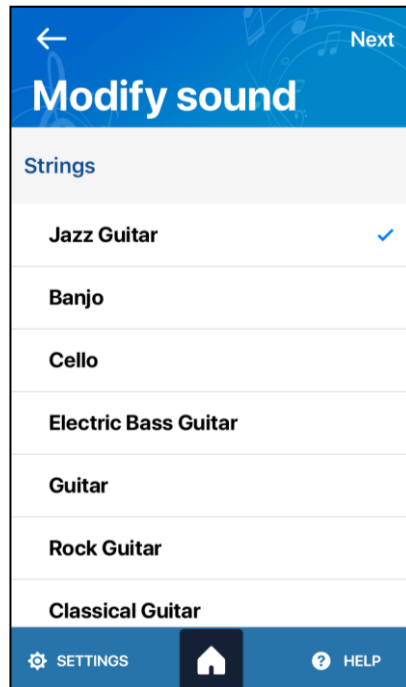 Next
Modify sound
Strings
Jazz Guitar
Banjo
Cello
Electric Bass Guitar
Guitar
Rock Guitar
Classical Guitar
SETTINGS
? HELP